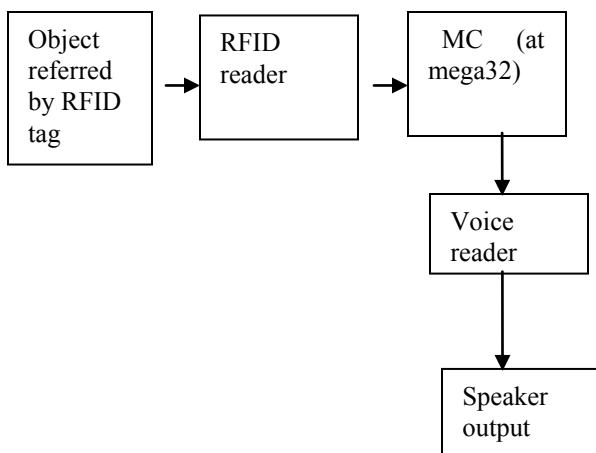 Object
referred
by RFID
tag
RFID
reader
MC (at
mega32)
Voice
reader
Speaker
output